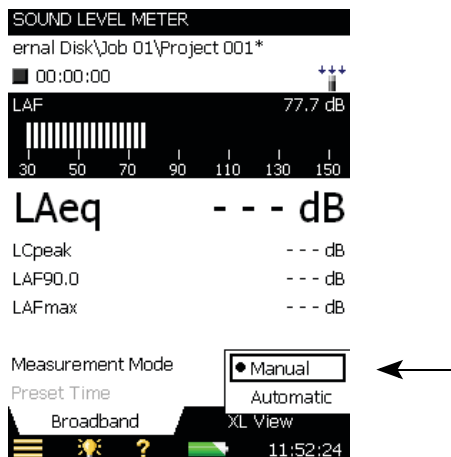 SOUND LEVEL METER
ernal Disk\Job 01\Project 001*
00:00:00
LAF 77.7 dB
30 50 70 90 110 130 150
LAeq - - - dB
LCpeak - - - dB
LAF90.0 - - - dB
LAFmax - - - dB
Measurement Mode Manual
Preset Time Automatic
Broadband XL View
? 11:52:24